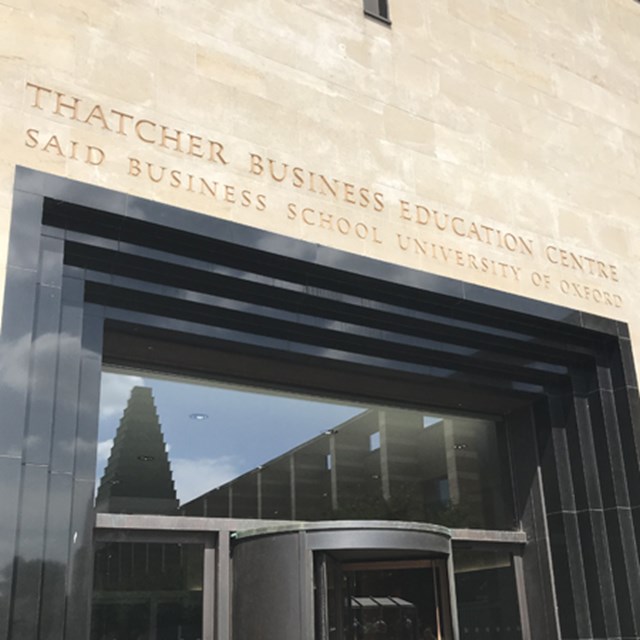 THATCHER BUSINESS EDUCATION CENTRE
SAID BUSINESS SCHOOL UNIVERSITY OF OXFORD